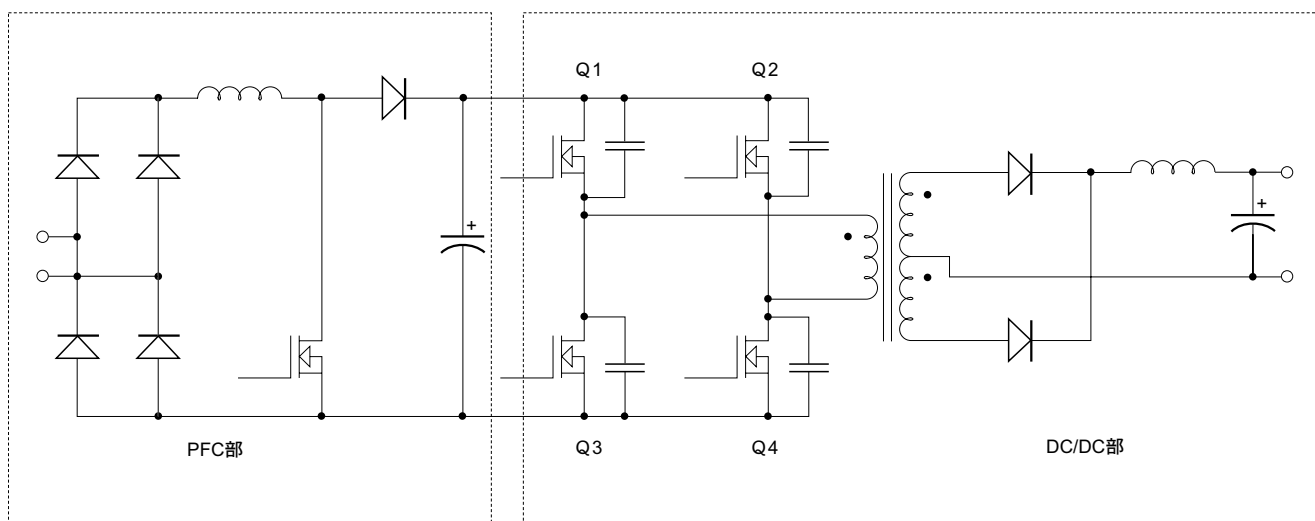 Q1
Q2
+
+
Q3
Q4
PFC部
DC/DC部